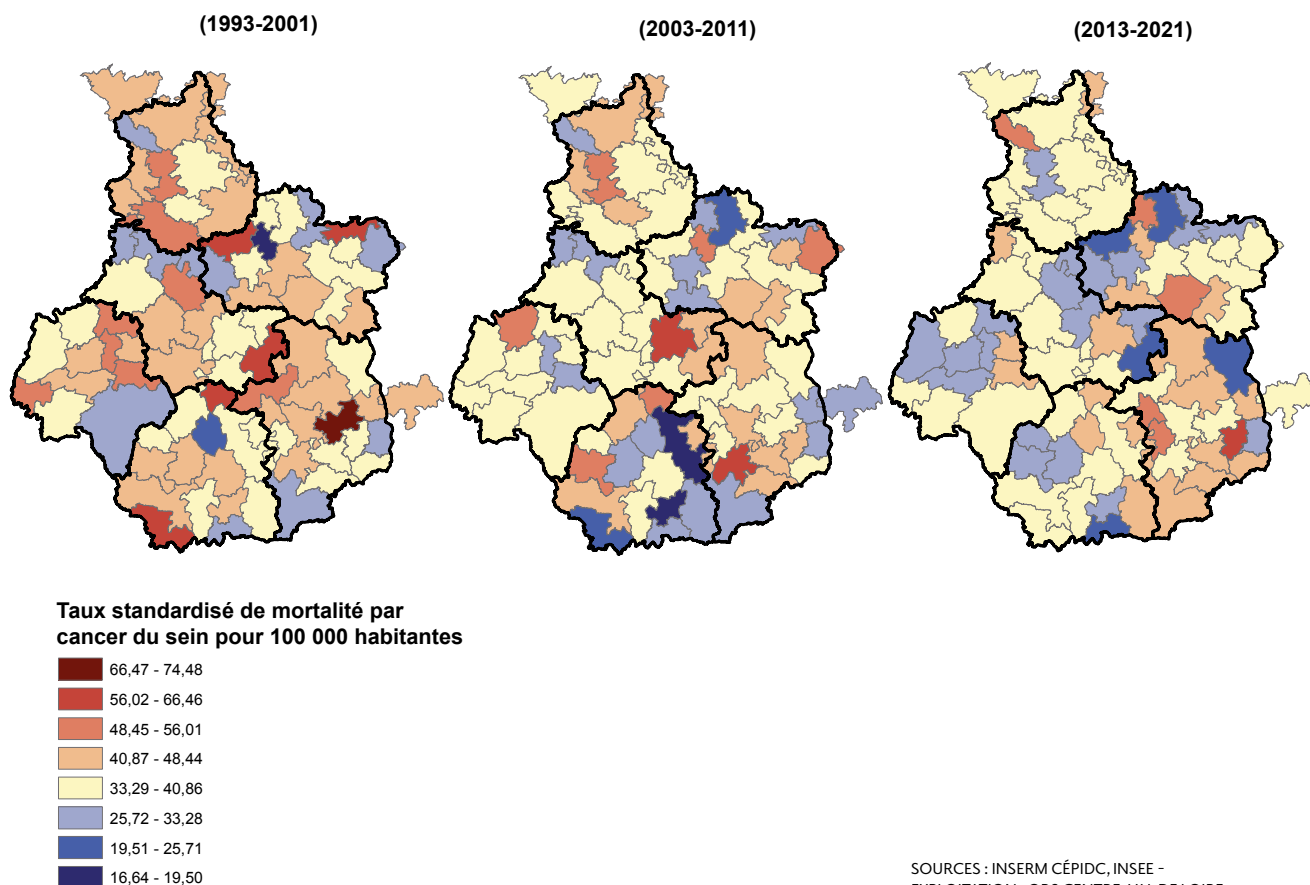 (1993-2001)
(2003-2011)
(2013-2021)
Taux standardisé de mortalité par
cancer du sein pour 100 000 habitantes
66,47 - 74,48
56,02 - 66,46
48,45 - 56,01
40,87 - 48,44
33,29 - 40,86
25,72 - 33,28
19,51 - 25,71
16,64 - 19,50
SOURCES : INSERM CÉPIDC, INSEE -